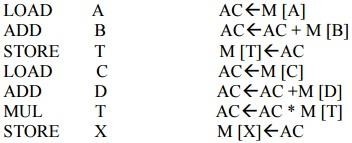 LOAD A AC←M [A]
ADD B AC←AC + M [B]
STORE T M [T]←AC
LOAD C AC←M [C]
ADD D AC←AC +M [D]
MUL T AC←AC * M [T]
STORE X M [X]←AC